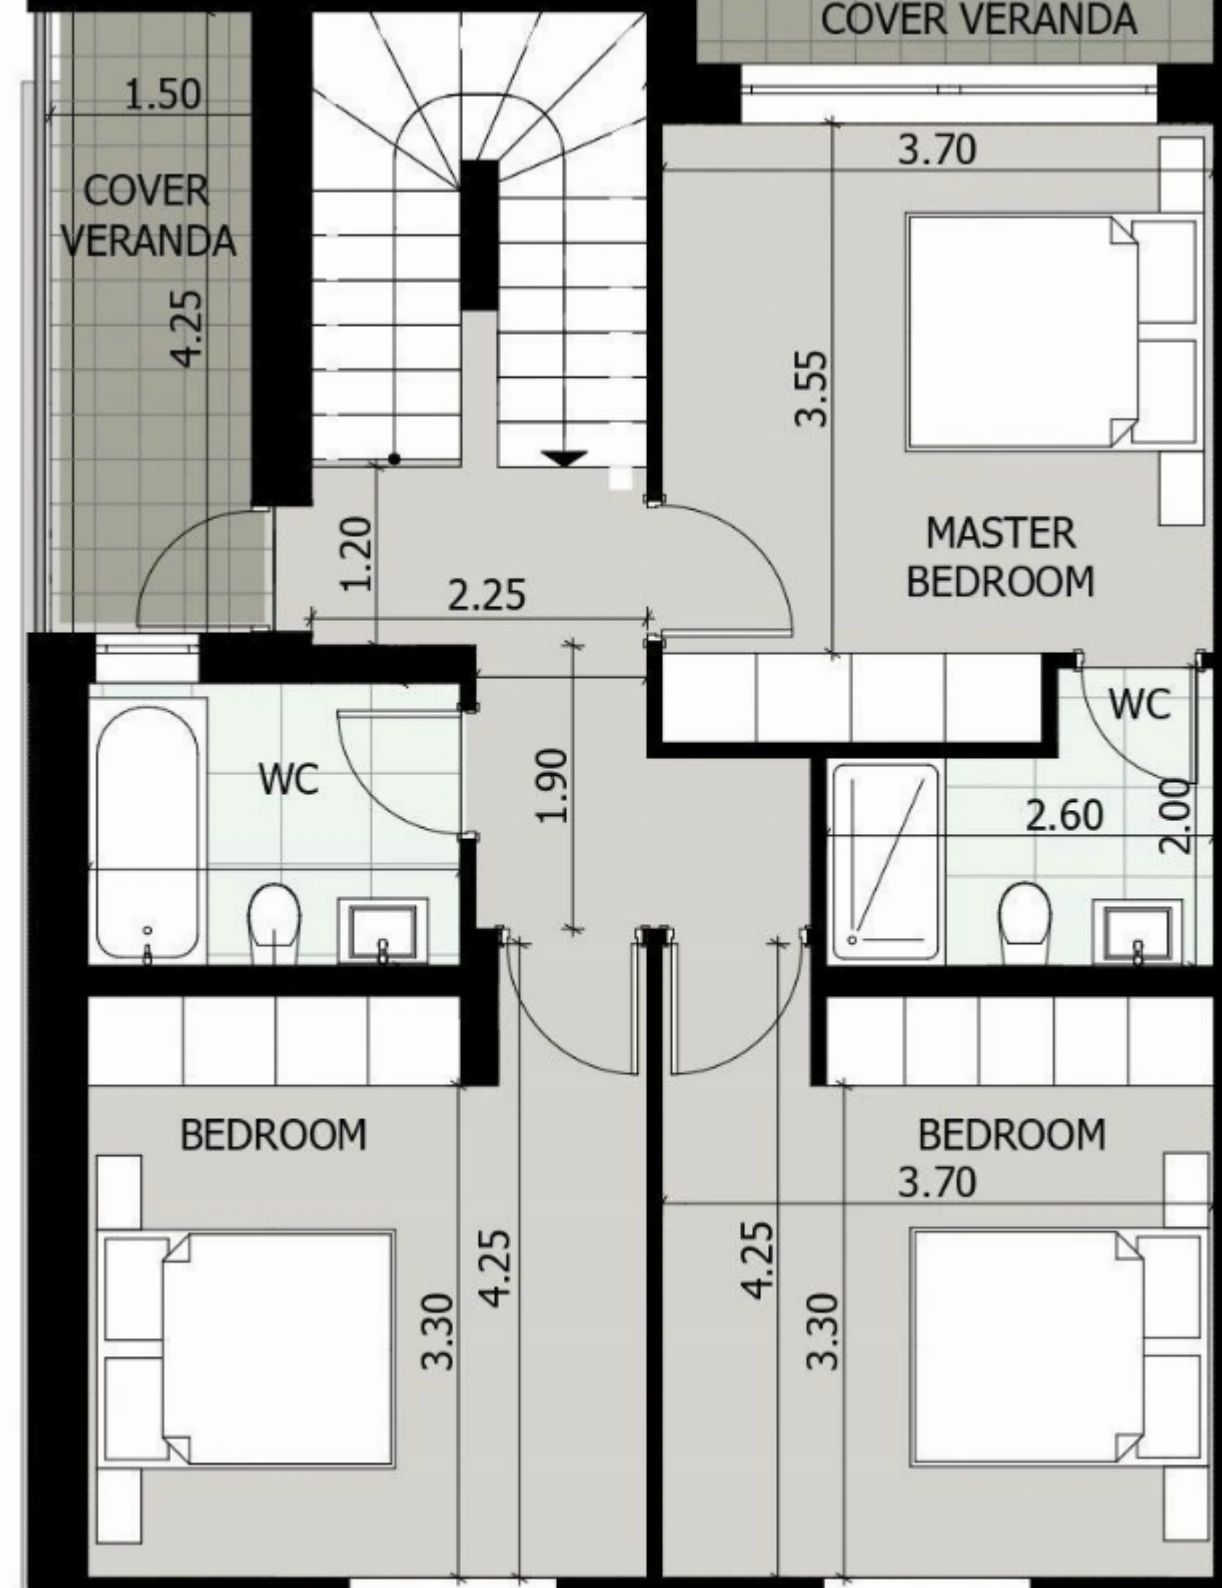 COVER VERANDA
1.50
3.70
COVER
VERANDA
4.25
3.55
MASTER
BEDROOM
1.20
2.25
WC
WC
1.90
2.60
2.00
BEDROOM
BEDROOM
3.70
4.25
4.25
3.30
3.30